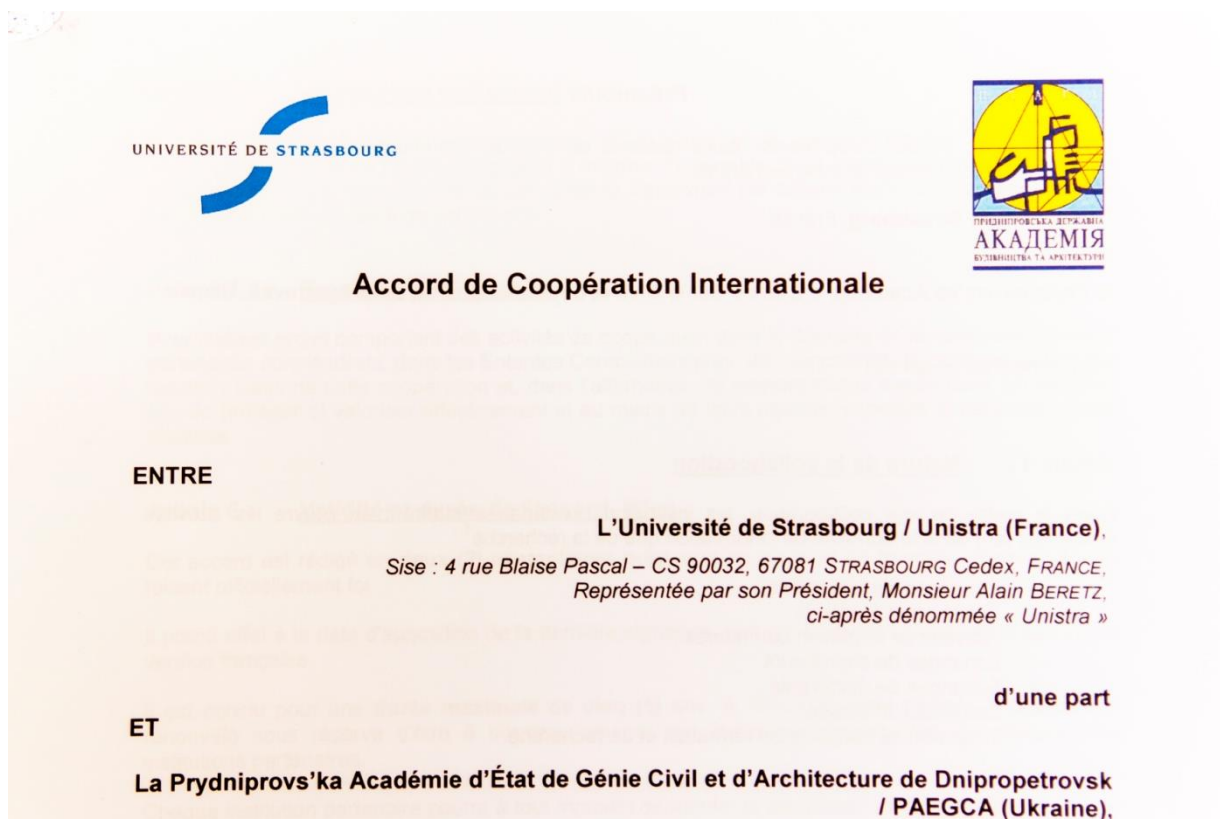 UNIVERSITÉ DE STRASBOURG
ПРИДНІПРОВСЬКА ДЕРЖАВНА
АКАДЕМІЯ
БУДІВНИЦТВА ТА АРХІТЕКТУРИ
Accord de Coopération Internationale
ENTRE
L'Université de Strasbourg / Unistra (France),
Sise : 4 rue Blaise Pascal – CS 90032, 67081 STRASBOURG Cedex, FRANCE,
Représentée par son Président, Monsieur Alain BERETZ,
ci-après dénommée « Unistra »
d'une part
ET
La Prydniprovs'ka Académie d'État de Génie Civil et d'Architecture de Dnipropetrovsk
/ PAEGCA (Ukraine),